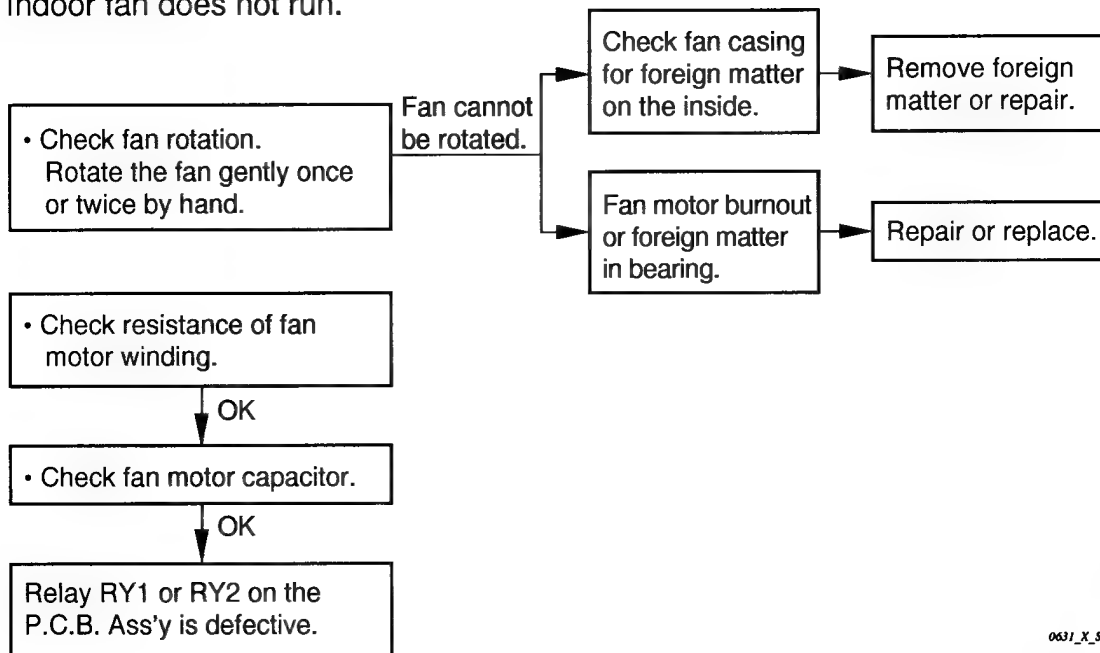 Indoor fan does not run.
• Check fan rotation.
Rotate the fan gently once
or twice by hand.
Fan cannot
be rotated.
Check fan casing
for foreign matter
on the inside.
Remove foreign
matter or repair.
Fan motor burnout
or foreign matter
in bearing.
Repair or replace.
• Check resistance of fan
motor winding.
OK
• Check fan motor capacitor.
OK
Relay RY1 or RY2 on the
P.C.B. Ass'y is defective.
0631_X_S